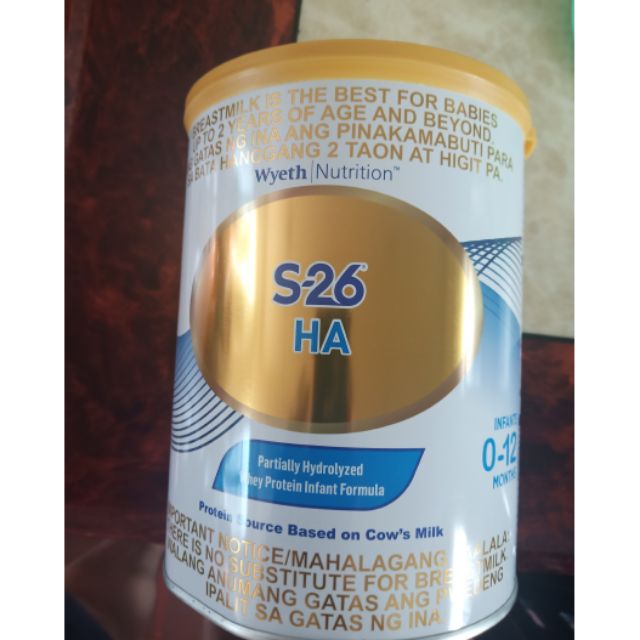 BREASTMILK IS THE BEST FOR BABIES
UP TO 2 YEARS OF AGE AND BEYOND.
GATAS NG INA ANG PINAKAMABUTI PARA
SA BATA HANGGANG 2 TAON AT HIGIT PA.
Wyeth | Nutrition™
S-26®
HA
INFANTS
0-12
MONTHS
Partially Hydrolyzed
Whey Protein Infant Formula
Protein Source Based on Cow's Milk
IMPORTANT NOTICE/MAHALAGANG PAALALA:
THERE IS NO SUBSTITUTE FOR BREASTMILK.
WALANG ANUMANG GATAS ANG PWEDENG
IPALIT SA GATAS NG INA.